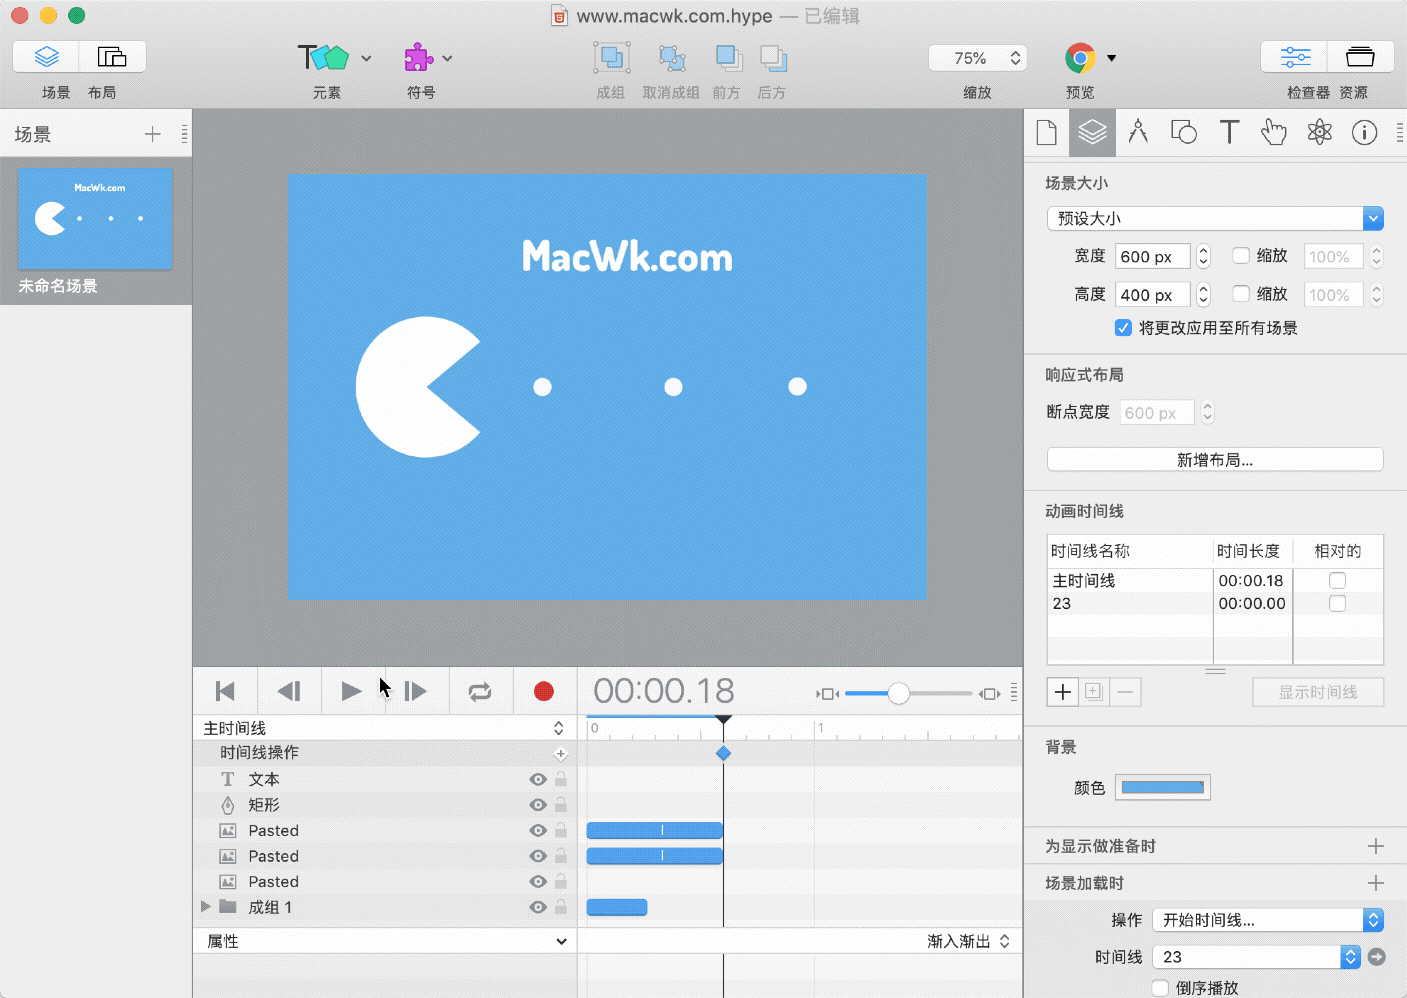 www.macwk.com.hype — 已编辑
场景 布局 元素 符号 成组 取消成组 前方 后方 75% 缩放 预览 检查器 资源
场景
MacWk.com
未命名场景
MacWk.com
场景大小
预设大小
宽度 600 px 缩放 100%
高度 400 px 缩放 100%
将更改应用至所有场景
响应式布局
断点宽度 600 px
新增布局...
动画时间线
时间线名称 时间长度 相对的
主时间线 00:00.18
23 00:00.00
显示时间线
背景
颜色
为显示做准备时
场景加载时
操作 开始时间线...
时间线 23
倒序播放
00:00.18
主时间线 0 1
时间线操作
T 文本
矩形
Pasted
Pasted
Pasted
成组 1
属性 渐入渐出